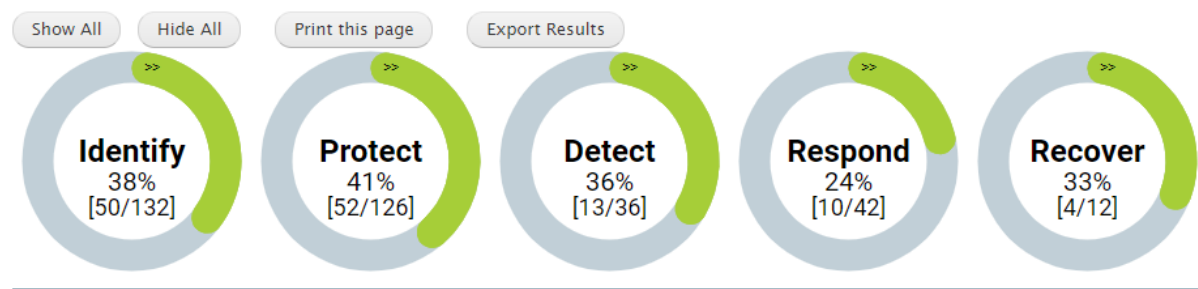 Show All Hide All Print this page Export Results
>> >> >> >> >>
Identify Protect Detect Respond Recover
38% 41% 36% 24% 33%
[50/132] [52/126] [13/36] [10/42] [4/12]